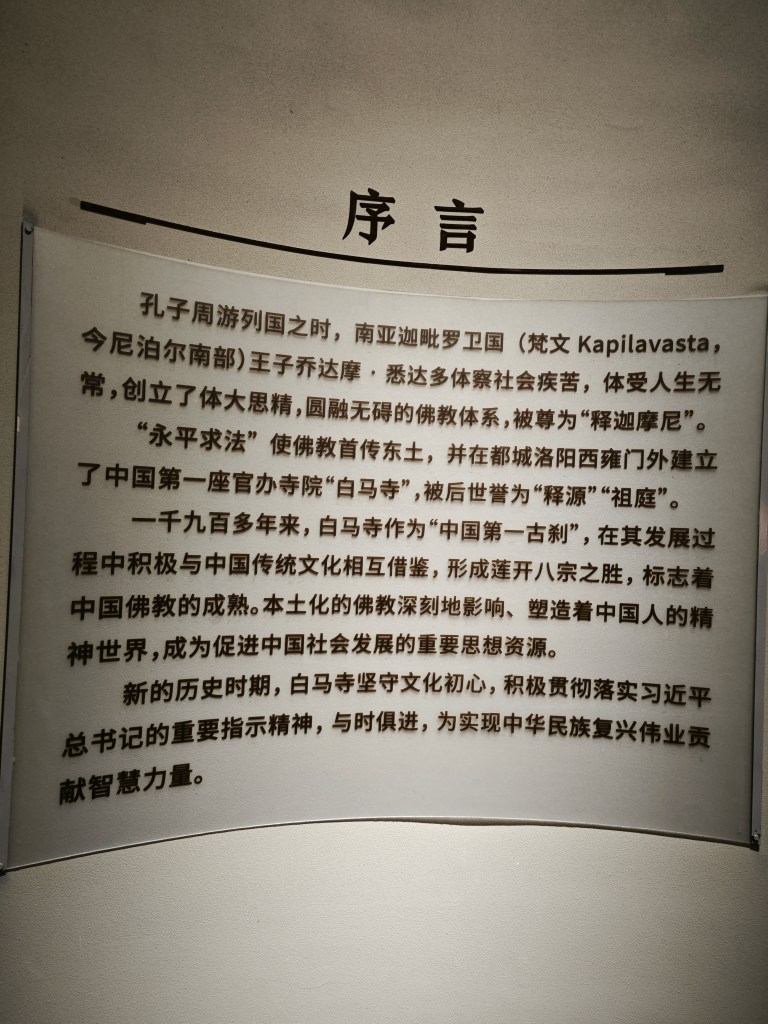 序言
孔子周游列国之时，南亚迦毗罗卫国（梵文 Kapilavasta，
今尼泊尔南部）王子乔达摩·悉达多体察社会疾苦，体受人生无
常，创立了体大思精，圆融无碍的佛教体系，被尊为“释迦摩尼”。
“永平求法” 使佛教首传东土，并在都城洛阳西雍门外建立
了中国第一座官办寺院“白马寺”，被后世誉为“释源”“祖庭”。
一千九百多年来，白马寺作为“中国第一古刹”，在其发展过
程中积极与中国传统文化相互借鉴，形成莲开八宗之胜，标志着
中国佛教的成熟。本土化的佛教深刻地影响、塑造着中国人的精
神世界，成为促进中国社会发展的重要思想资源。
新的历史时期，白马寺坚守文化初心，积极贯彻落实习近平
总书记的重要指示精神，与时俱进，为实现中华民族复兴伟业贡
献智慧力量。